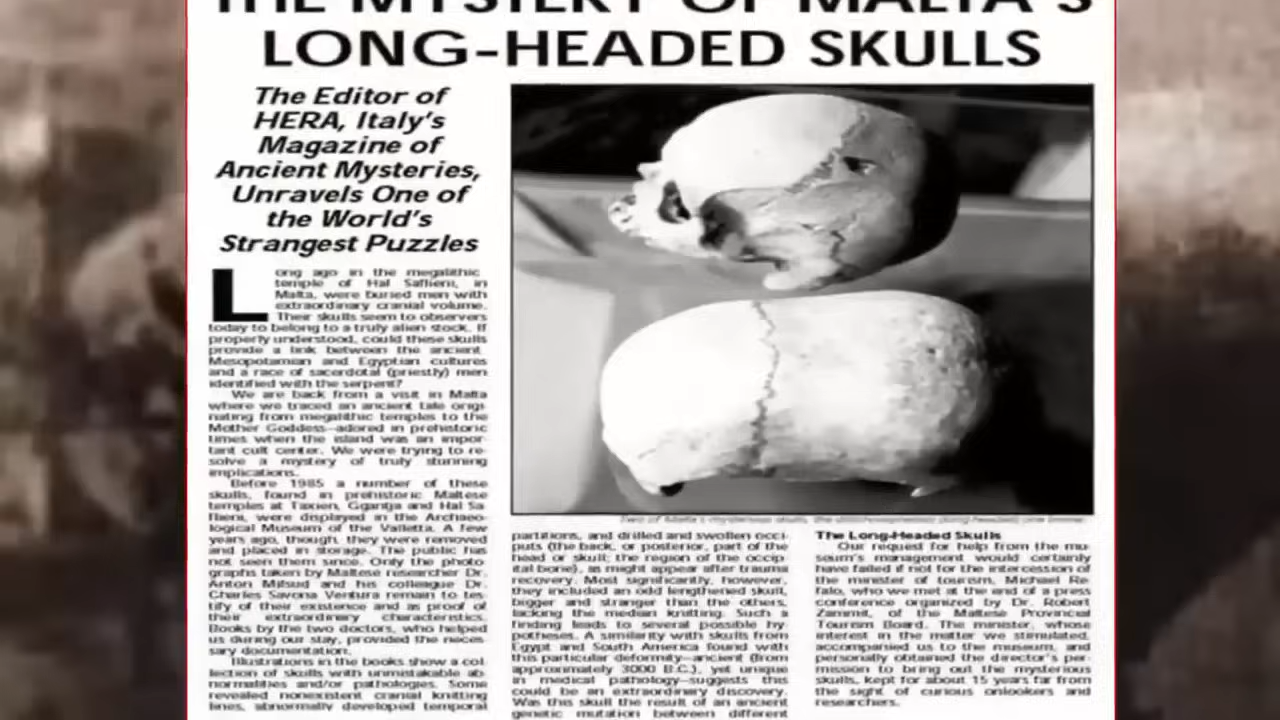 THE MYSTERY OF MALTA'S
LONG-HEADED SKULLS
The Editor of
HERA, Italy's
Magazine of
Ancient Mysteries,
Unravels One of
the World's
Strangest Puzzles
Long ago in the megalithic
temple of Hal Saflieni, in
Malta, were buried men with
extraordinary cranial volume.
Their skulls seem to observers
today to belong to a truly alien stock. If
properly understood, could these skulls
provide a link between the ancient
Mesopotamian and Egyptian cultures
and a race of sacerdotal (priestly) men
identified with the serpent?
We are back from a visit in Malta
where we traced an ancient tale origi-
nating from megalithic temples to the
Mother Goddess—adored in prehistoric
times when the island was an impor-
tant cult center. We were trying to re-
solve a mystery of truly stunning
implications.
Before 1985 a number of these
skulls, found in prehistoric Maltese
temples at Taxien, Ggantja and Hal Sa-
flieni, were displayed in the Archaeo-
logical Museum of the Valletta. A few
years ago, though, they were removed
and placed in storage. The public has
not seen them since. Only the photo-
graphs taken by Maltese researcher Dr.
Anton Mifsud and his colleague Dr.
Charles Savona Ventura remain to tes-
tify of their existence and as proof of
their extraordinary characteristics.
Books by the two doctors, who helped
us during our stay, provided the neces-
sary documentation.
Illustrations in the books show a col-
lection of skulls with unmistakable ab-
normalities and/or pathologies. Some
revealed nonexistent cranial knitting
lines, abnormally developed temporal
partitions, and drilled and swollen occi-
puts (the back, or posterior, part of the
head or skull; the region of the occip-
ital bone), as might appear after trauma
recovery. Most significantly, however,
they included an odd lengthened skull,
bigger and stranger than the others,
lacking the median knitting. Such a
finding leads to several possible hy-
potheses. A similarity with skulls from
Egypt and South America found with
this particular deformity—ancient (from
approximately 3000 B.C.), yet unique
in medical pathology—suggests this
could be an extraordinary discovery.
Was this skull the result of an ancient
genetic mutation between different
The Long-Headed Skulls
Our request for help from the mu-
seum's management would certainly
have failed if not for the intercession of
the minister of tourism, Michael Re-
falo, who we met at the end of a press
conference organized by Dr. Robert
Zammit, of the Maltese Provincial
Tourism Board. The minister, whose
interest in the matter we stimulated,
accompanied us to the museum, and
personally obtained the director's per-
mission to bring out the mysterious
skulls, kept for about 15 years far from
the sight of curious onlookers and
researchers.